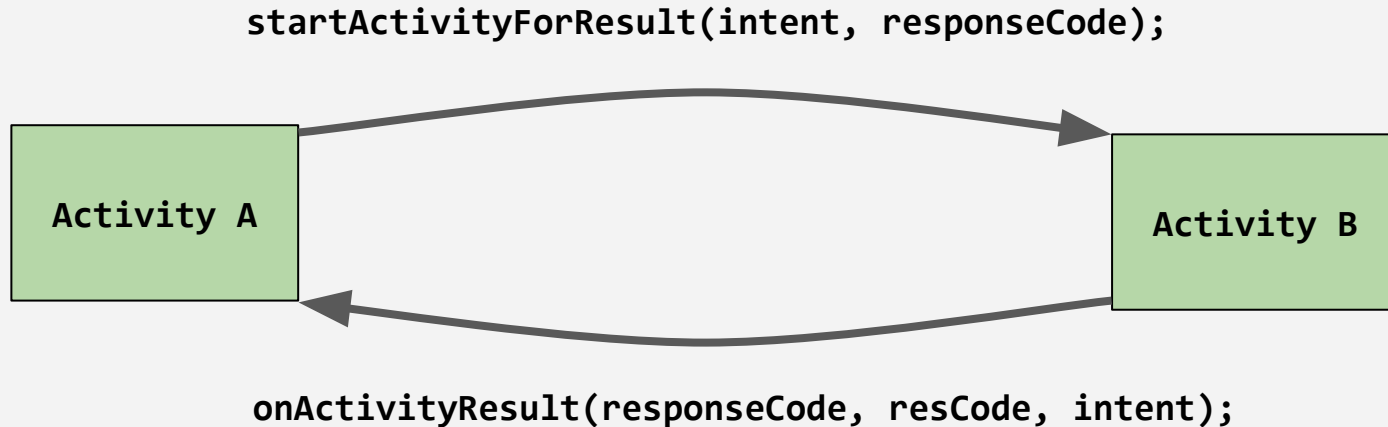 startActivityForResult(intent, responseCode);
Activity A
Activity B
onActivityResult(responseCode, resCode, intent);